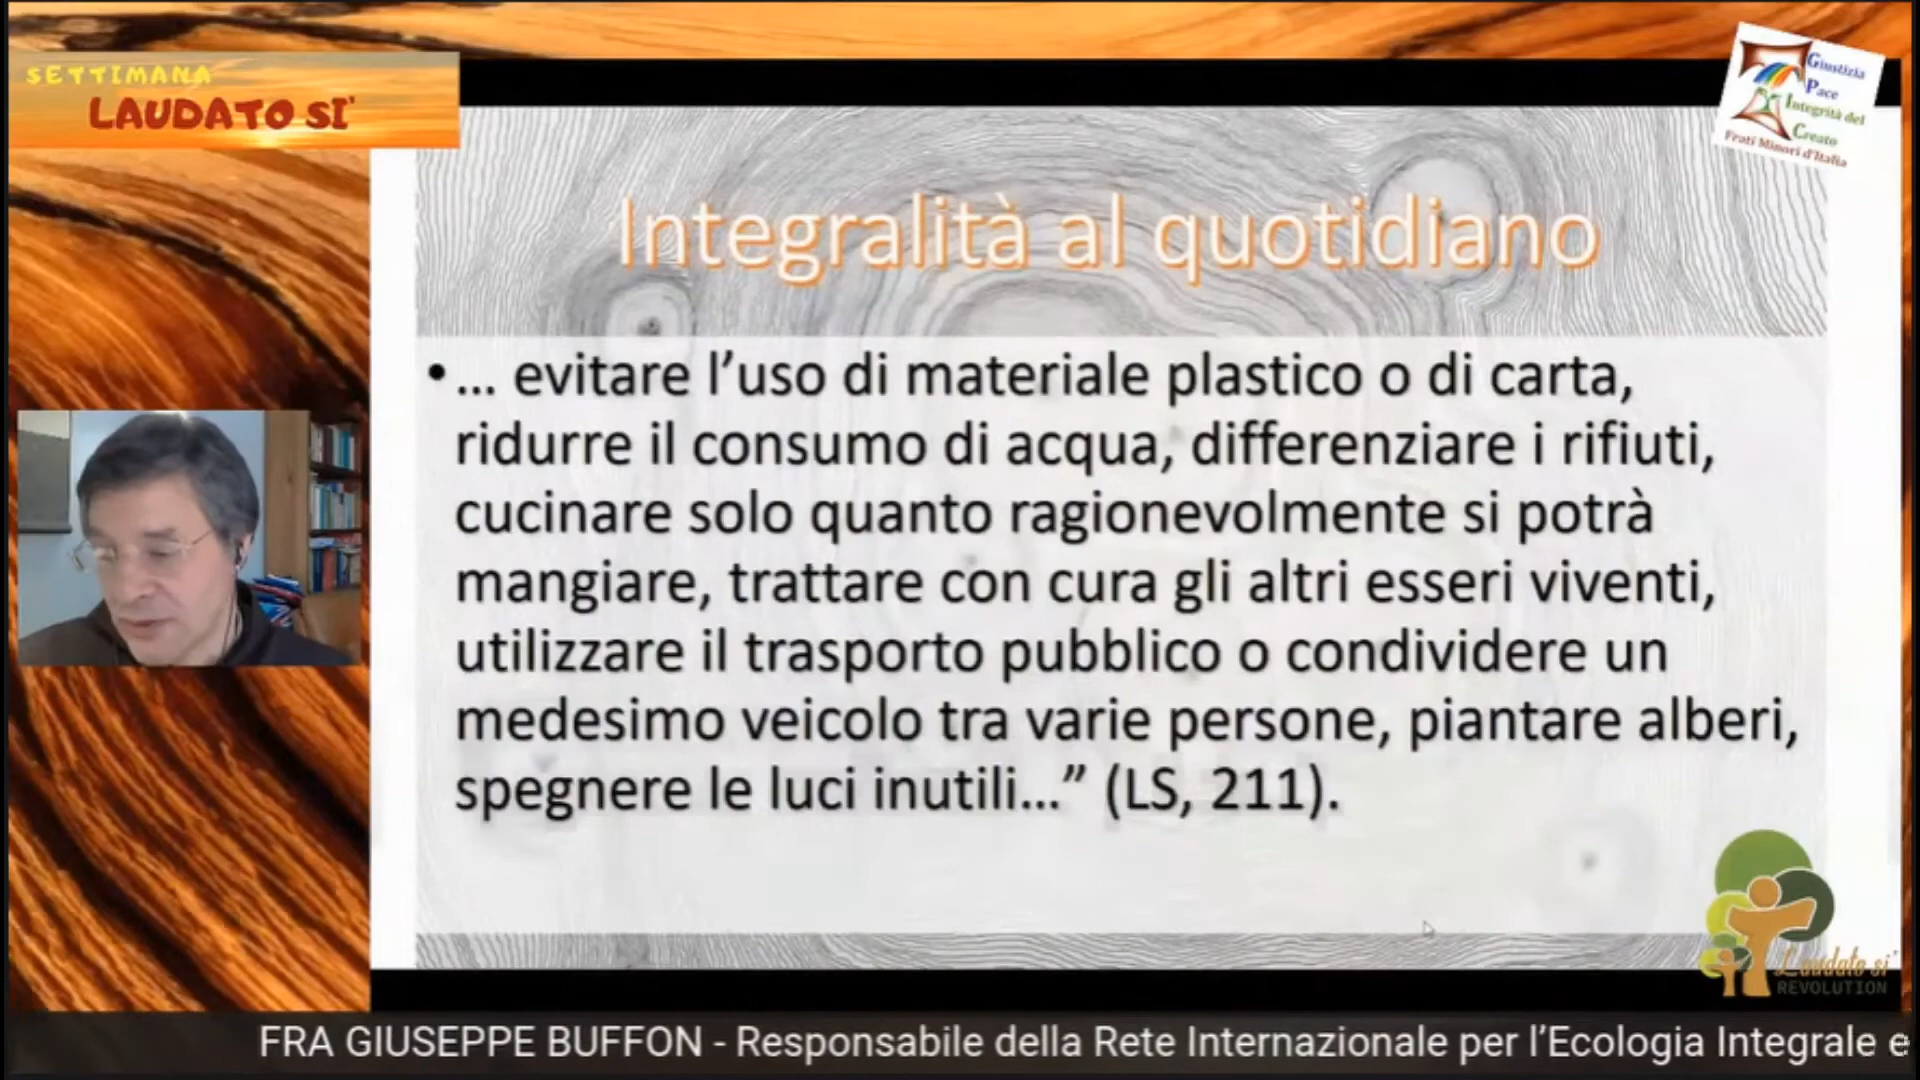 SETTIMANA
LAUDATO SI'
Giustizia
Pace
Integrità del
Creato
Frati Minori d'Italia
Integralità al quotidiano
• ... evitare l’uso di materiale plastico o di carta,
ridurre il consumo di acqua, differenziare i rifiuti,
cucinare solo quanto ragionevolmente si potrà
mangiare, trattare con cura gli altri esseri viventi,
utilizzare il trasporto pubblico o condividere un
medesimo veicolo tra varie persone, piantare alberi,
spegnere le luci inutili...” (LS, 211).
Laudato si'
REVOLUTION
FRA GIUSEPPE BUFFON - Responsabile della Rete Internazionale per l’Ecologia Integrale e